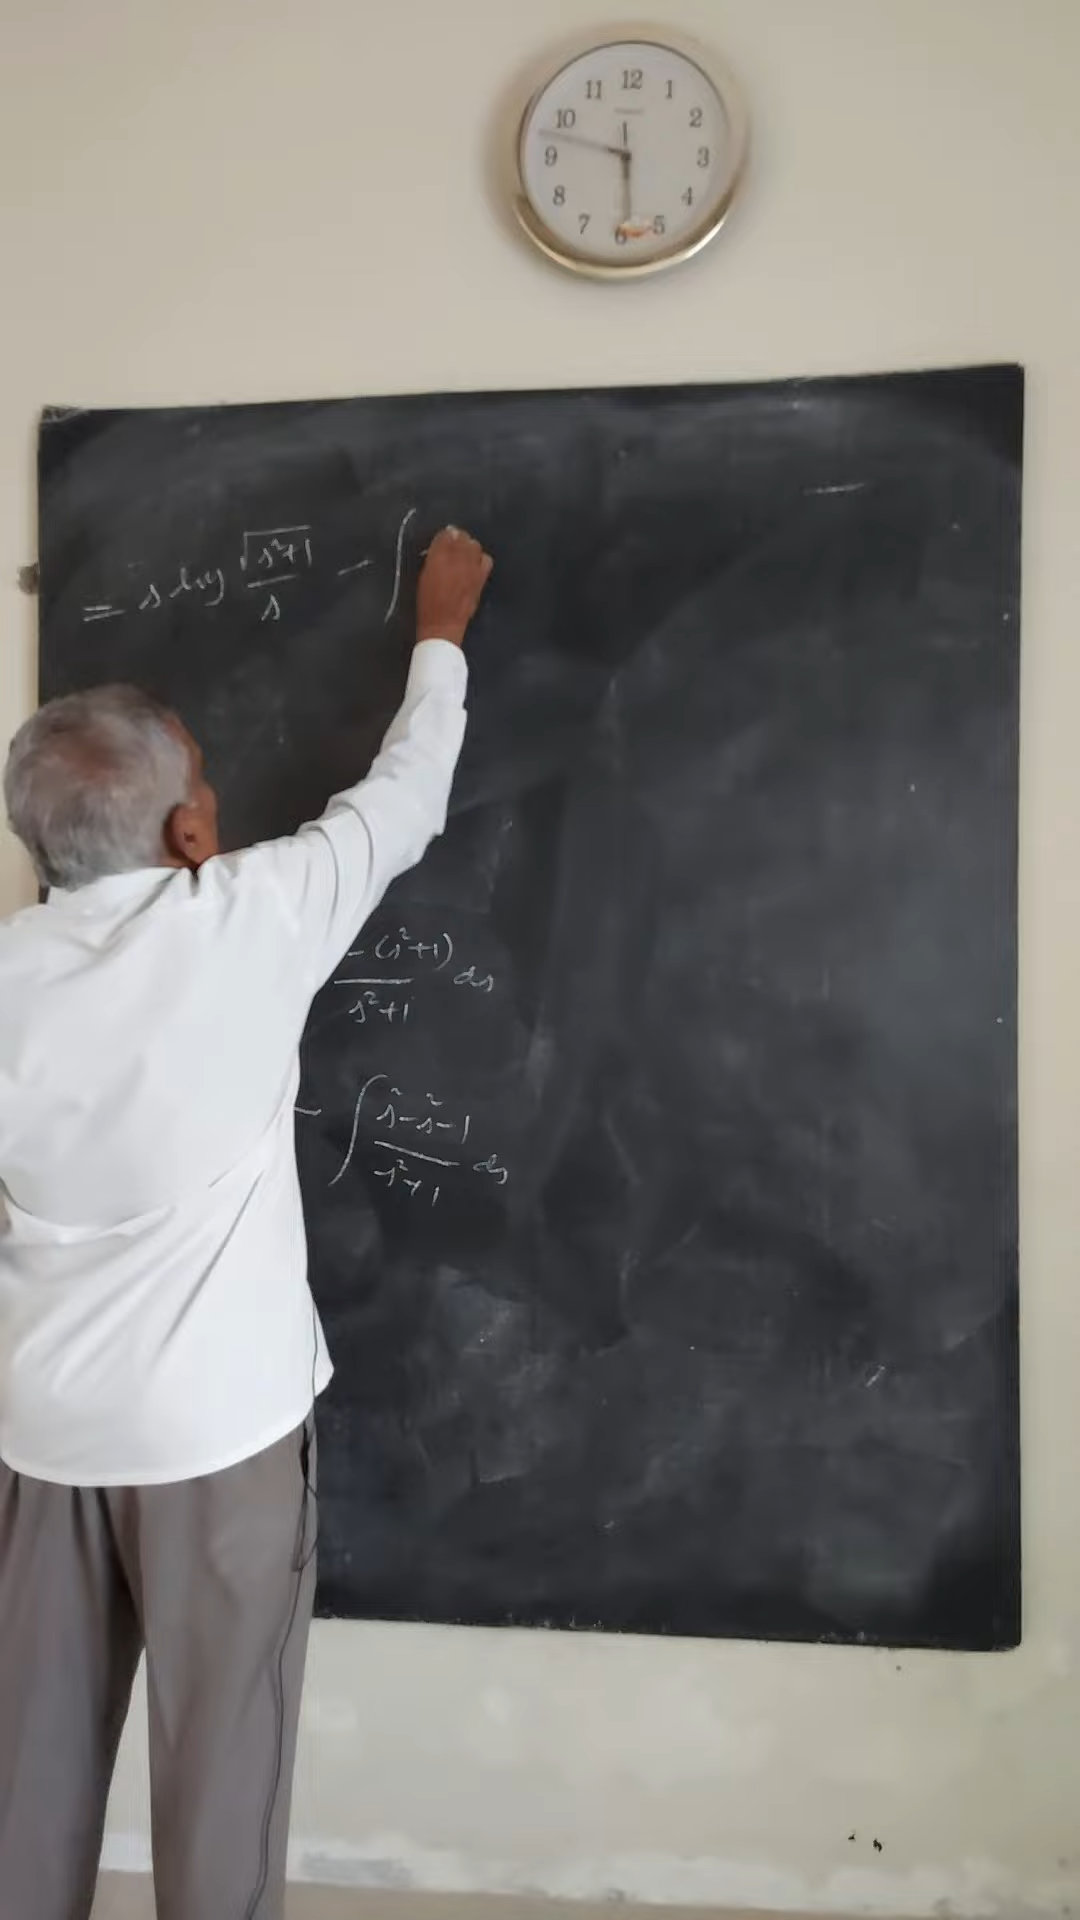 12
11 1
10 2
9 3
8 4
7 5
6
= s log √(s²+1)/s - ∫ -
-(s²+1)/(s²+1) ds
- ∫ (s²-s²-1)/(s²+1) ds